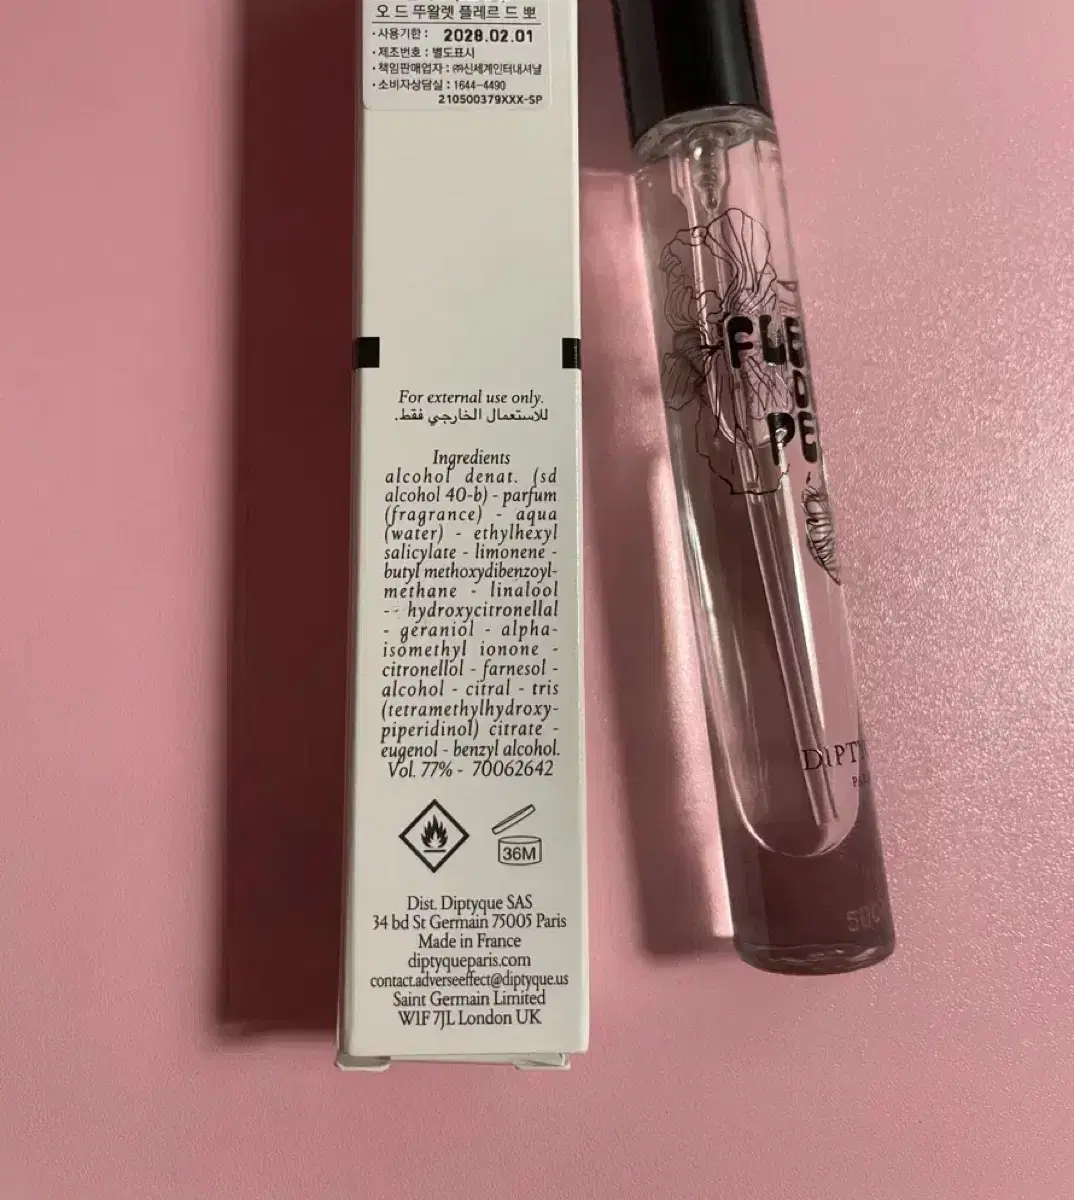 오 드 뚜왈렛 플레르 드 뽀
· 사용기한 : 2028.02.01
· 제조번호 : 별도표시
· 책임판매업자 : ㈜신세계인터내셔날
· 소비자상담실 : 1644-4490
210500379XXX-SP
For external use only.
للاستعمال الخارجي فقط.
Ingredients
alcohol denat. (sd
alcohol 40-b) - parfum
(fragrance) - aqua
(water) - ethylhexyl
salicylate - limonene -
butyl methoxydibenzoyl-
methane - linalool
- hydroxycitronellal
- geraniol - alpha-
isomethyl ionone -
citronellol - farnesol -
alcohol - citral - tris
(tetramethylhydroxy-
piperidinol) citrate -
eugenol - benzyl alcohol.
Vol. 77% - 70062642
36M
Dist. Diptyque SAS
34 bd St Germain 75005 Paris
Made in France
diptyqueparis.com
contact.adverseeffect@diptyque.us
Saint Germain Limited
W1F 7JL London UK
FLE
D
PE
DIPTY